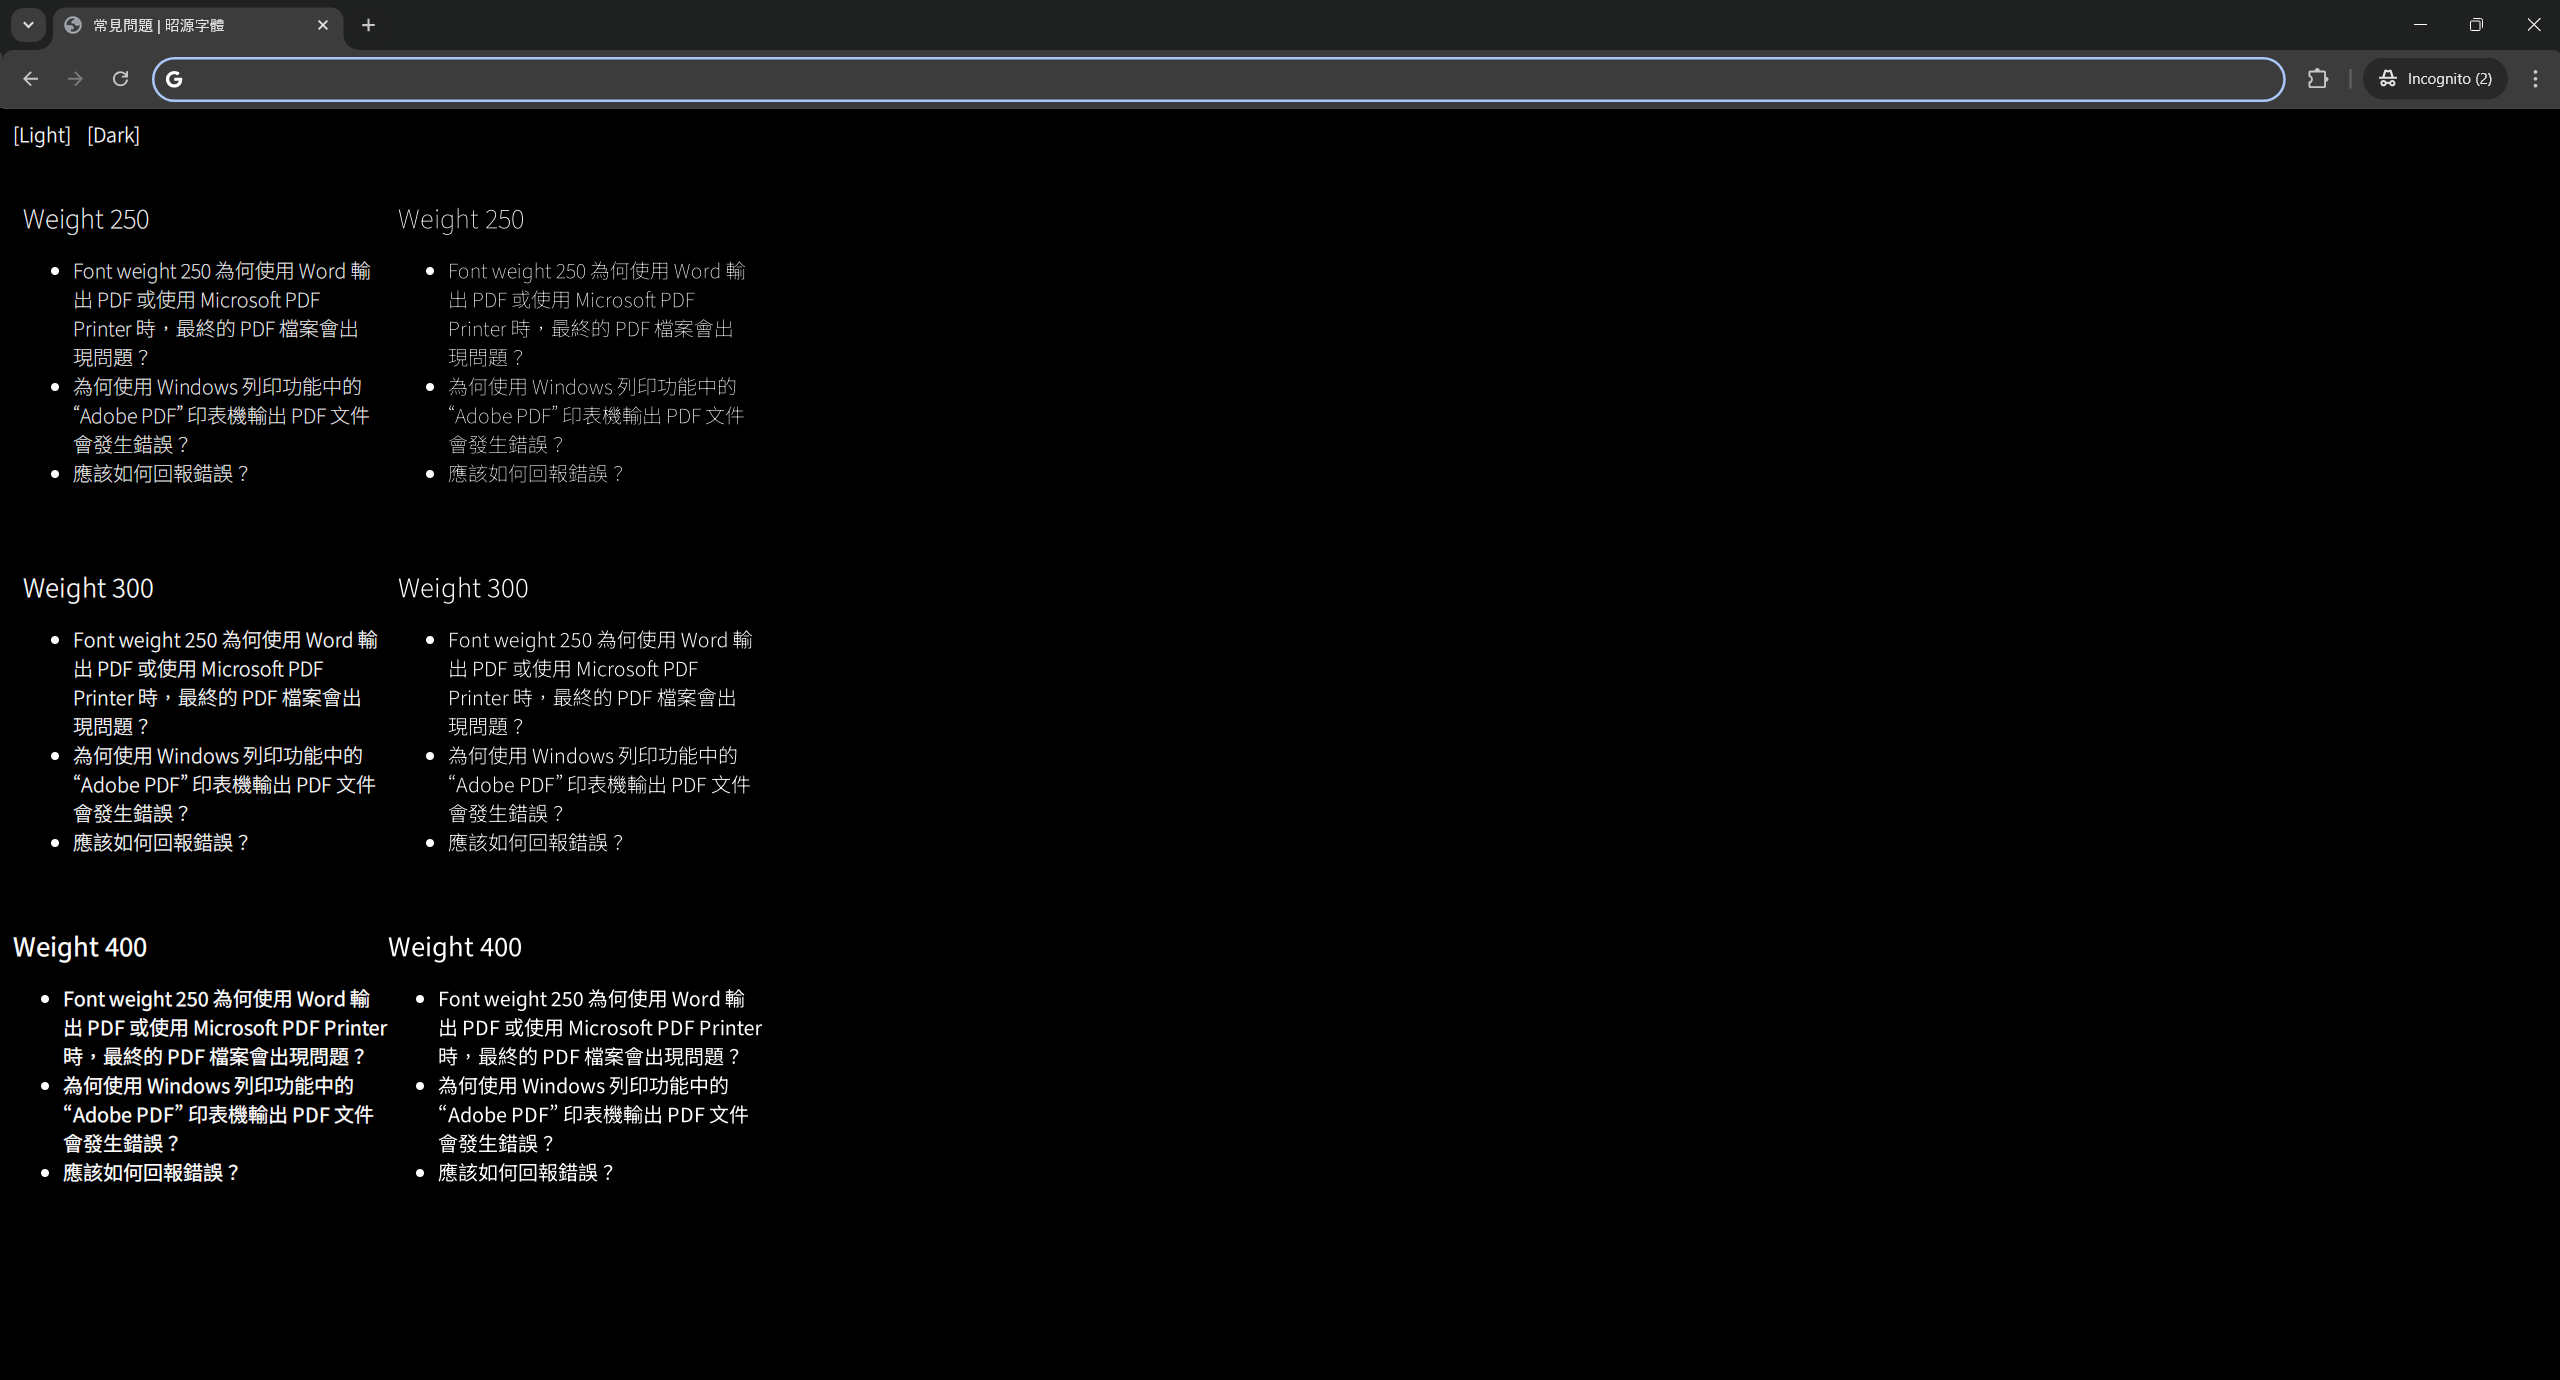 常見問題 | 昭源字體
Incognito (2)
[Light] [Dark]
Weight 250
Font weight 250 為何使用 Word 輸
出 PDF 或使用 Microsoft PDF
Printer 時，最終的 PDF 檔案會出
現問題？
為何使用 Windows 列印功能中的
“Adobe PDF” 印表機輸出 PDF 文件
會發生錯誤？
應該如何回報錯誤？
Weight 250
Font weight 250 為何使用 Word 輸
出 PDF 或使用 Microsoft PDF
Printer 時，最終的 PDF 檔案會出
現問題？
為何使用 Windows 列印功能中的
“Adobe PDF” 印表機輸出 PDF 文件
會發生錯誤？
應該如何回報錯誤？
Weight 300
Font weight 250 為何使用 Word 輸
出 PDF 或使用 Microsoft PDF
Printer 時，最終的 PDF 檔案會出
現問題？
為何使用 Windows 列印功能中的
“Adobe PDF” 印表機輸出 PDF 文件
會發生錯誤？
應該如何回報錯誤？
Weight 300
Font weight 250 為何使用 Word 輸
出 PDF 或使用 Microsoft PDF
Printer 時，最終的 PDF 檔案會出
現問題？
為何使用 Windows 列印功能中的
“Adobe PDF” 印表機輸出 PDF 文件
會發生錯誤？
應該如何回報錯誤？
Weight 400
Font weight 250 為何使用 Word 輸
出 PDF 或使用 Microsoft PDF Printer
時，最終的 PDF 檔案會出現問題？
為何使用 Windows 列印功能中的
“Adobe PDF” 印表機輸出 PDF 文件
會發生錯誤？
應該如何回報錯誤？
Weight 400
Font weight 250 為何使用 Word 輸
出 PDF 或使用 Microsoft PDF Printer
時，最終的 PDF 檔案會出現問題？
為何使用 Windows 列印功能中的
“Adobe PDF” 印表機輸出 PDF 文件
會發生錯誤？
應該如何回報錯誤？